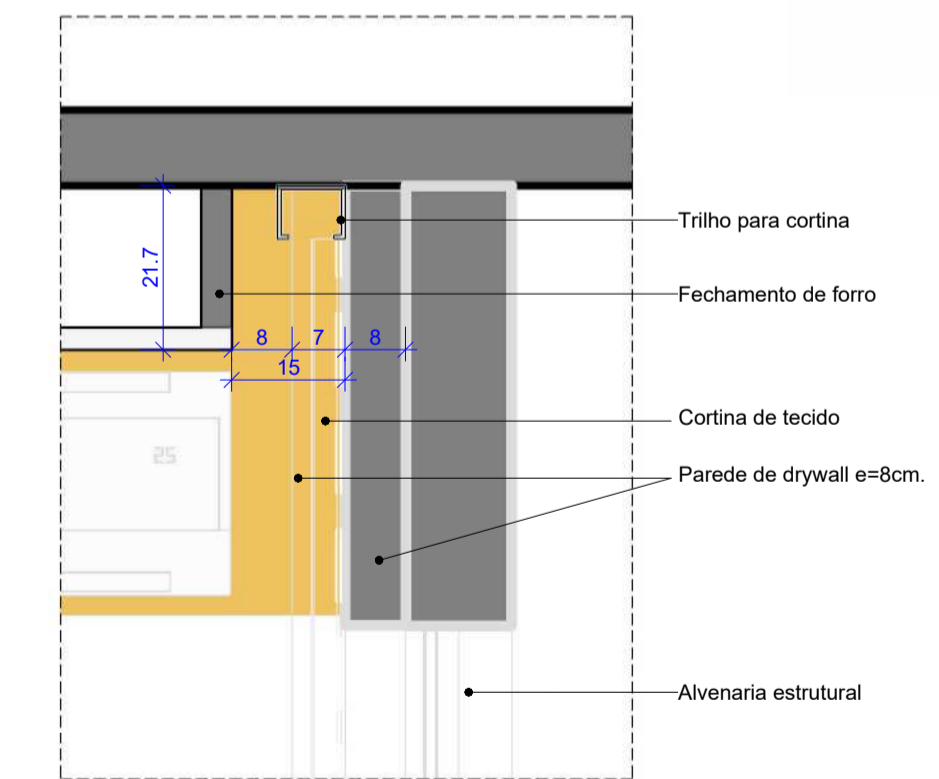 Trilho para cortina
21.7
Fechamento de forro
8
7
8
15
Cortina de tecido
25
Parede de drywall e=8cm.
Alvenaria estrutural